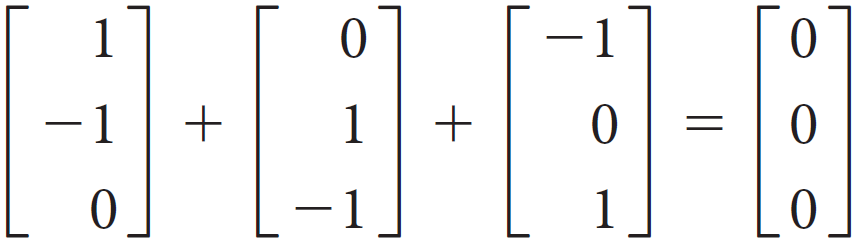 [1 −1 0] + [0 1 −1] + [−1 0 1] = [0 0 0]